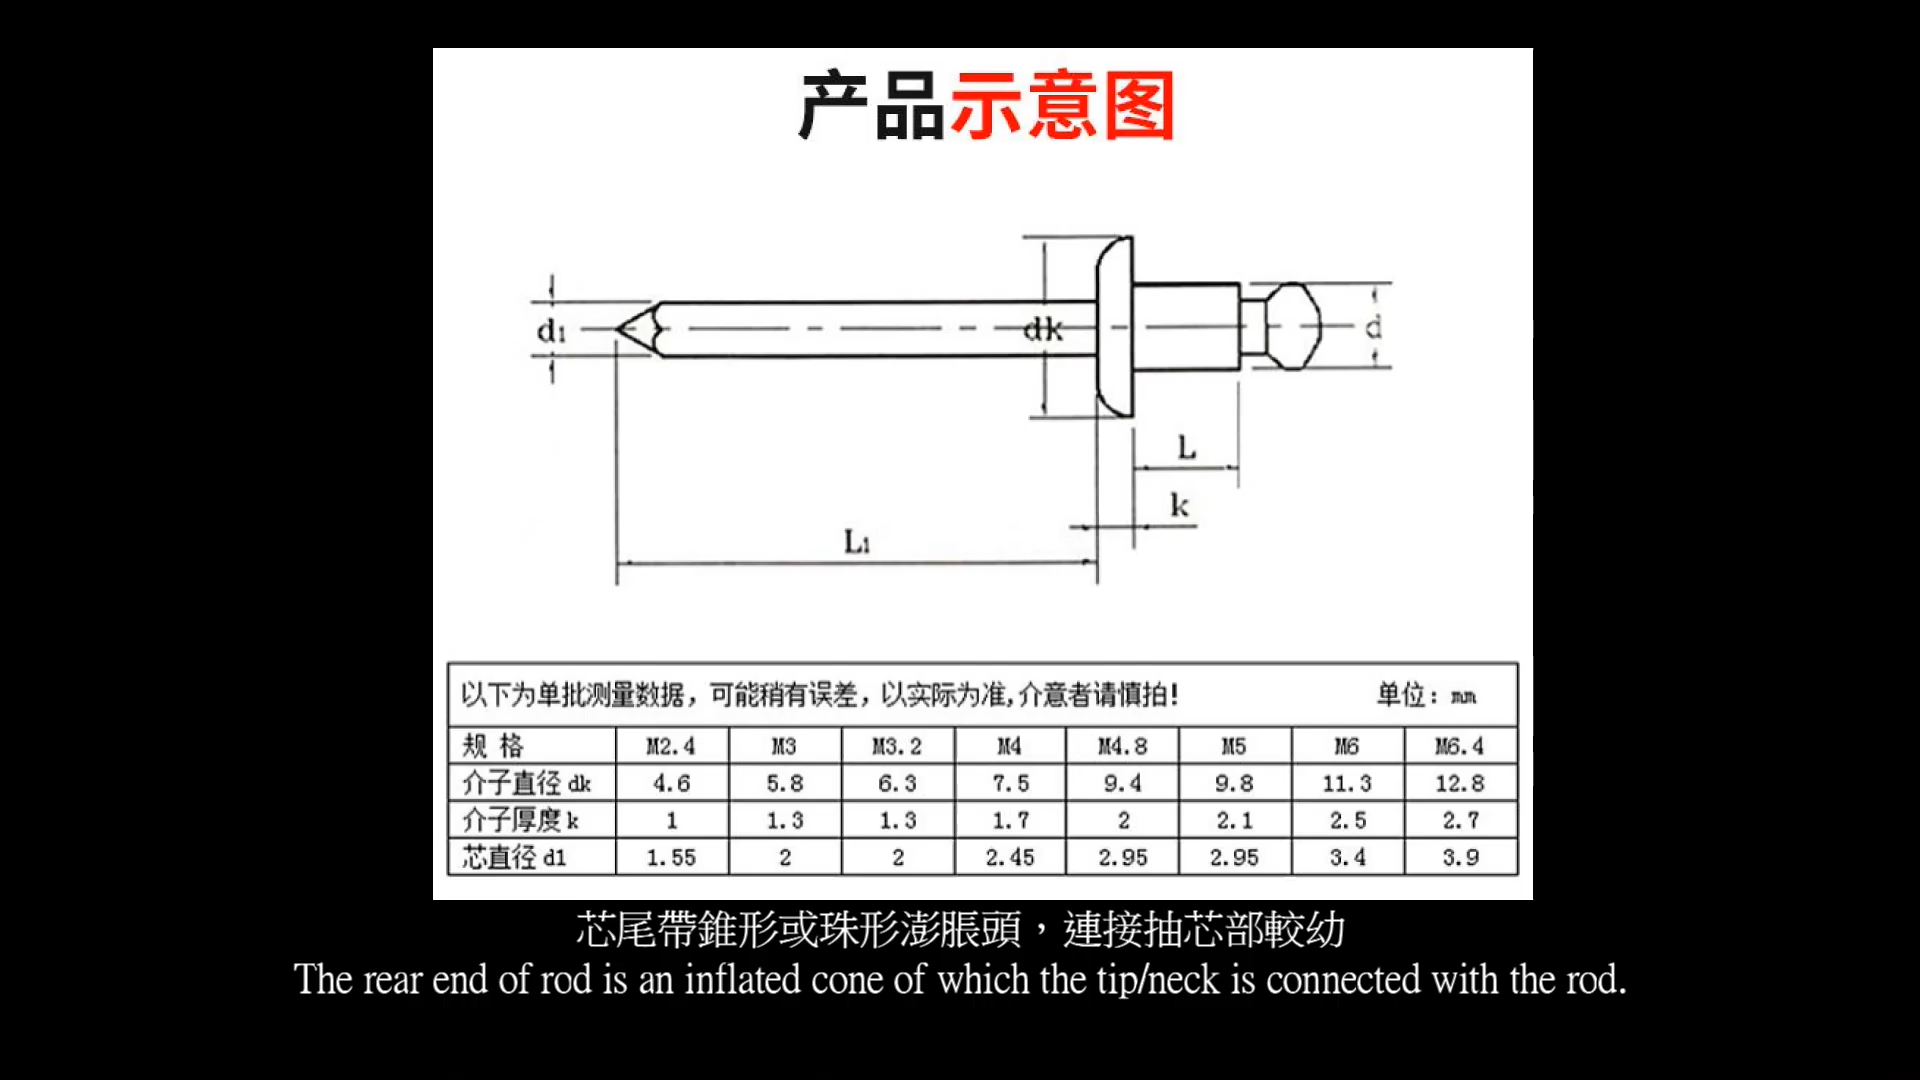 产品示意图
d1
dk
d
L
k
L1
以下为单批测量数据，可能稍有误差，以实际为准,介意者请慎拍! 单位：mm
规 格 M2.4 M3 M3.2 M4 M4.8 M5 M6 M6.4
介子直径 dk 4.6 5.8 6.3 7.5 9.4 9.8 11.3 12.8
介子厚度 k 1 1.3 1.3 1.7 2 2.1 2.5 2.7
芯直径 d1 1.55 2 2 2.45 2.95 2.95 3.4 3.9
芯尾帶錐形或珠形澎脹頭，連接抽芯部較幼
The rear end of rod is an inflated cone of which the tip/neck is connected with the rod.